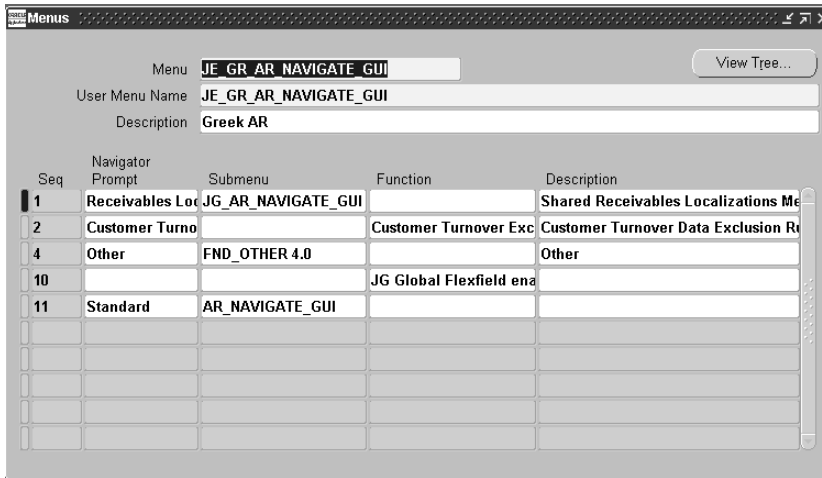 Menus
Menu JE_GR_AR_NAVIGATE_GUI View Tree...
User Menu Name JE_GR_AR_NAVIGATE_GUI
Description Greek AR
Navigator
Seq Prompt Submenu Function Description
1 Receivables Loc JG_AR_NAVIGATE_GUI Shared Receivables Localizations Me
2 Customer Turno Customer Turnover Exc Customer Turnover Data Exclusion Ru
4 Other FND_OTHER 4.0 Other
10 JG Global Flexfield ena
11 Standard AR_NAVIGATE_GUI